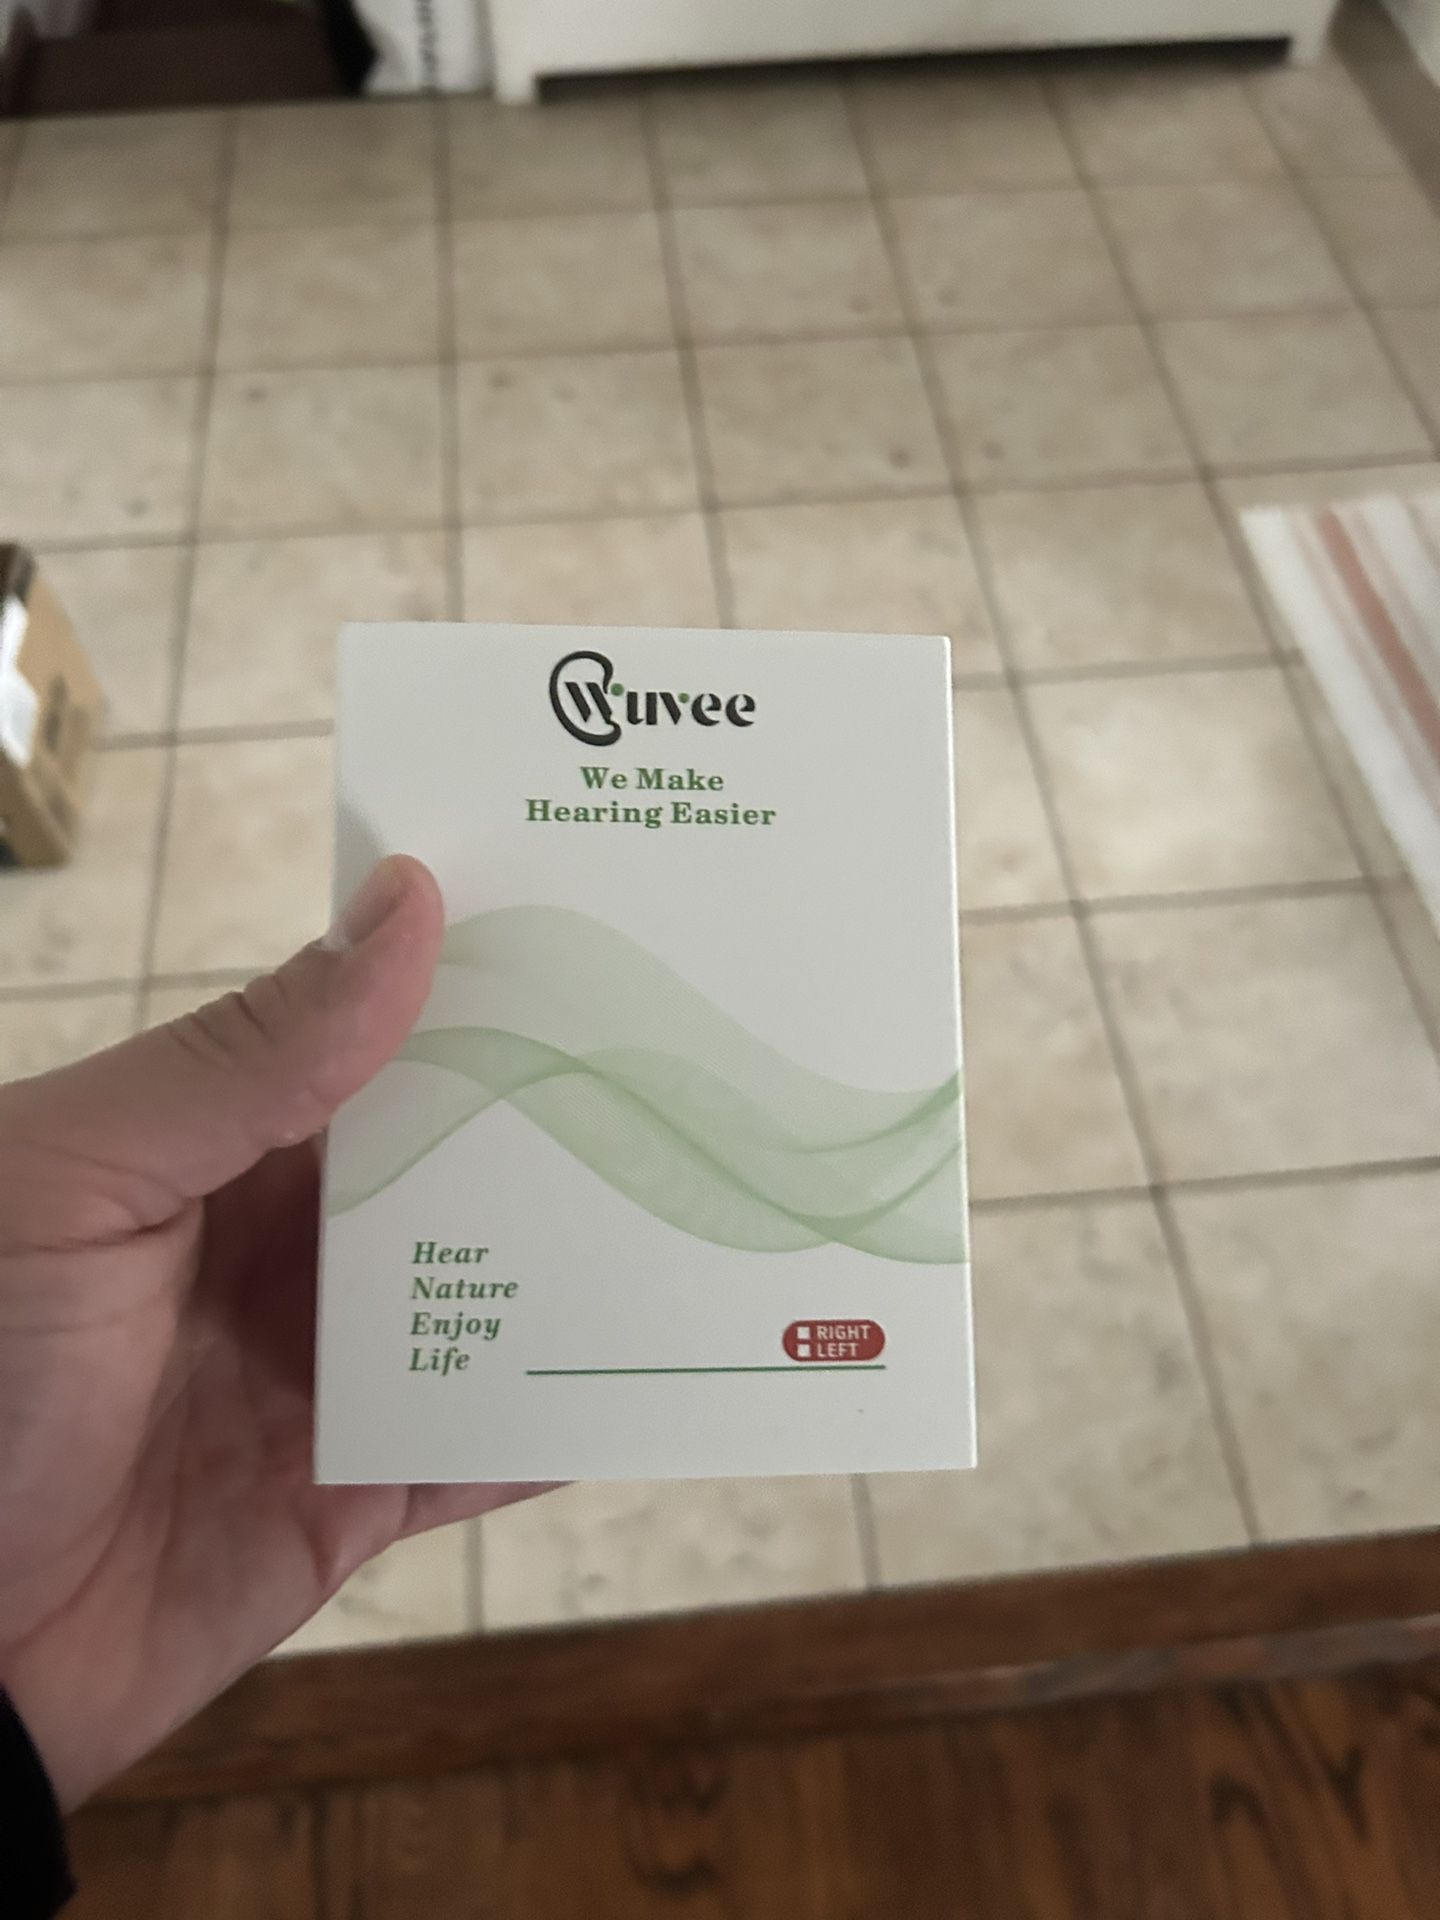 Wuvee
We Make
Hearing Easier
Hear
Nature
Enjoy
Life
RIGHT
LEFT